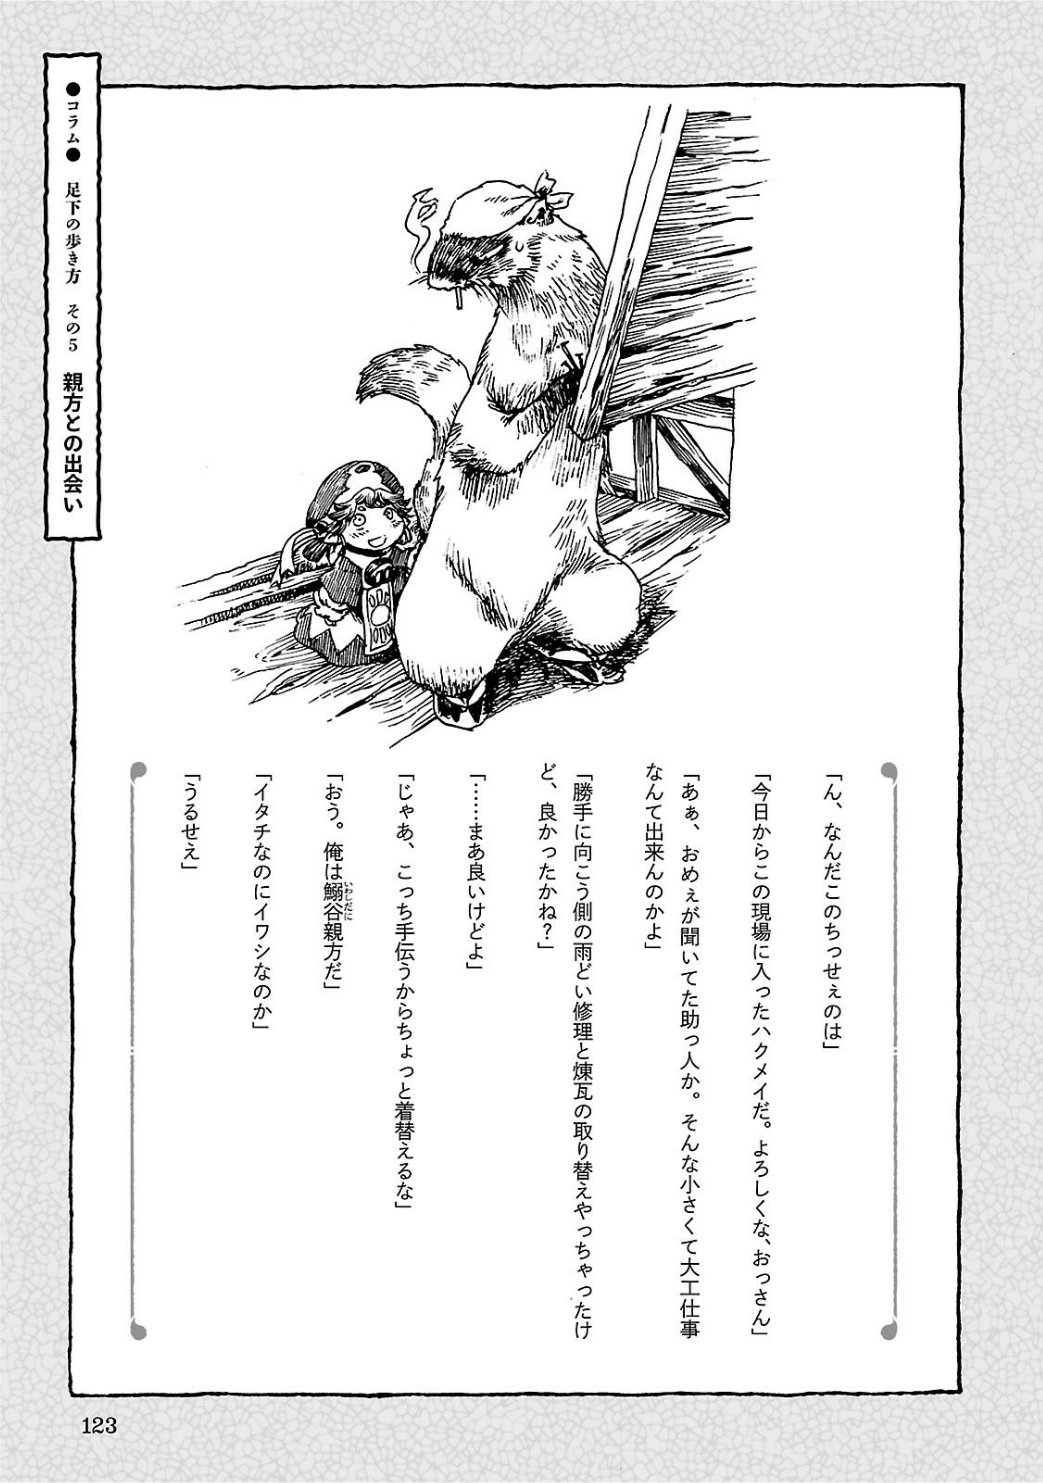 ●コラム● 足下の歩き方 その5 親方との出会い
「ん、なんだこのちっせぇのは」
「今日からこの現場に入ったハクメイだ。よろしくな、おっさん」
「あぁ、おめぇが聞いてた助っ人か。そんな小さくて大工仕事
なんて出来んのかよ」
「勝手に向こう側の雨どい修理と煉瓦の取り替えやっちゃったけ
ど、良かったかね?」
「……まあ良いけどよ」
「じゃあ、こっち手伝うからちょっと着替えるな」
「おう。俺は鰯谷親方だ」
いわしだに
「イタチなのにイワシなのか」
「うるせえ」
123